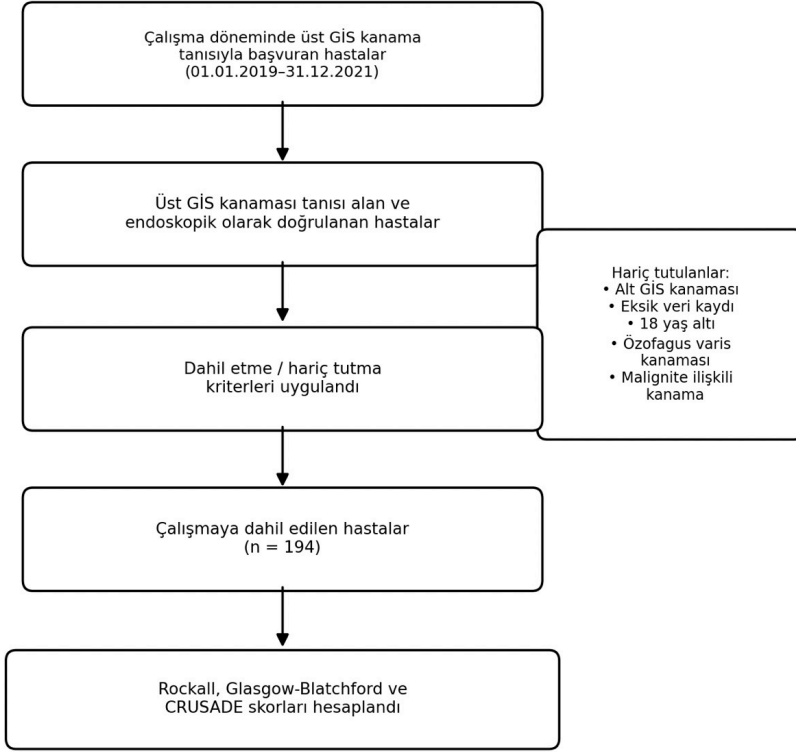 Çalışma döneminde üst GİS kanama
tanısıyla başvuran hastalar
(01.01.2019–31.12.2021)
Üst GİS kanaması tanısı alan ve
endoskopik olarak doğrulanan hastalar
Hariç tutulanlar:
• Alt GİS kanaması
• Eksik veri kaydı
• 18 yaş altı
• Özofagus varis
kanaması
• Malignite ilişkili
kanama
Dahil etme / hariç tutma
kriterleri uygulandı
Çalışmaya dahil edilen hastalar
(n = 194)
Rockall, Glasgow-Blatchford ve
CRUSADE skorları hesaplandı